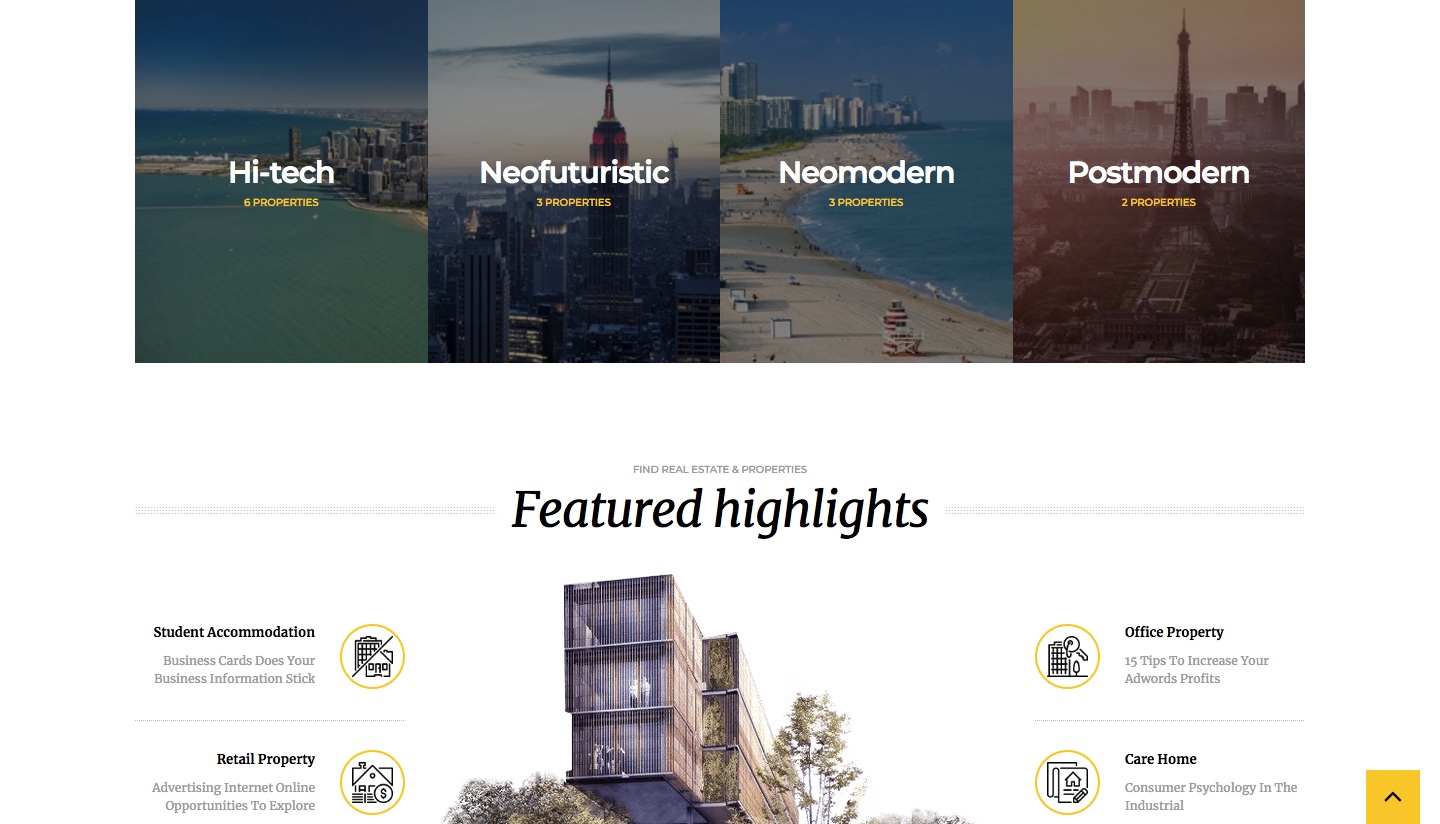 Hi-tech
6 PROPERTIES
Neofuturistic
3 PROPERTIES
Neomodern
3 PROPERTIES
Postmodern
2 PROPERTIES
FIND REAL ESTATE & PROPERTIES
Featured highlights
Student Accommodation
Business Cards Does Your
Business Information Stick
Retail Property
Advertising Internet Online
Opportunities To Explore
Office Property
15 Tips To Increase Your
Adwords Profits
Care Home
Consumer Psychology In The
Industrial